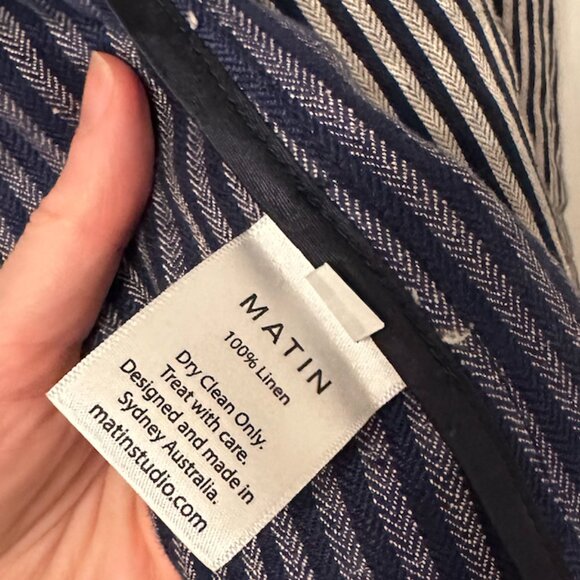 MATIN
100% Linen
Dry Clean Only.
Treat with care.
Designed and made in
Sydney Australia.
matinstudio.com